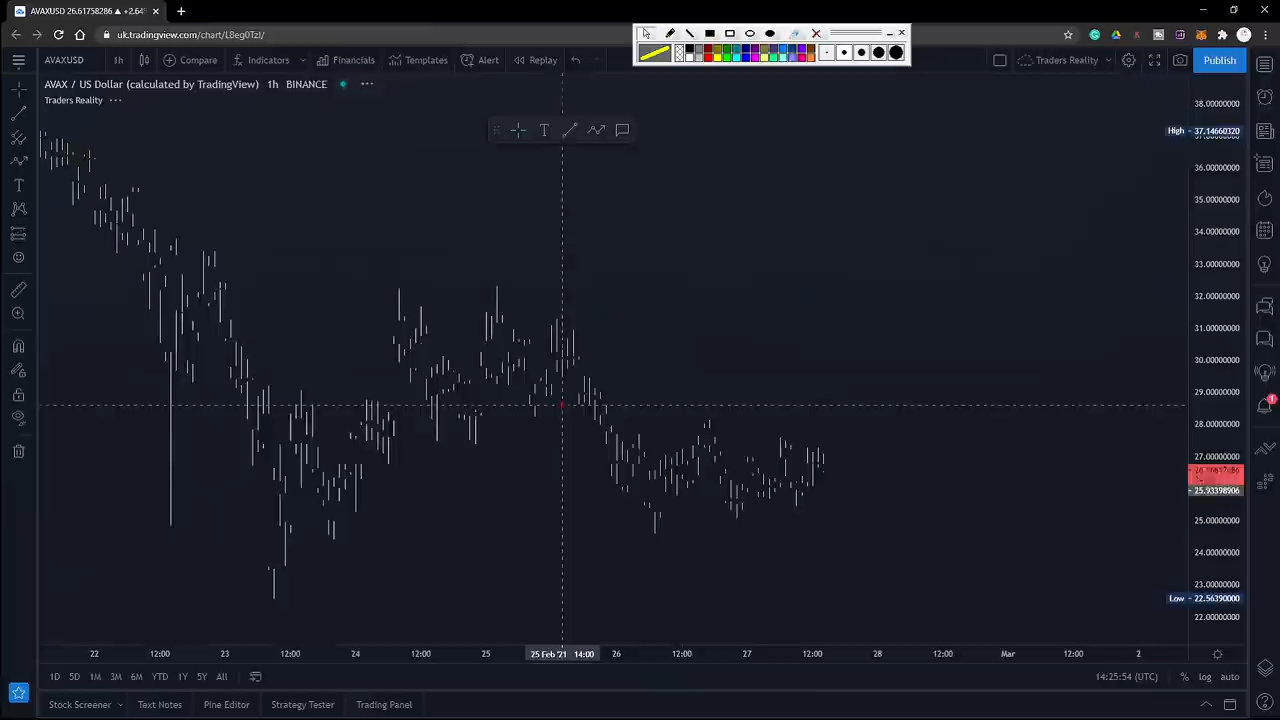 AVAXUSD 26.61758286 ▲ +2.64%
AVAXUSD
1h
Compare
Indicators
Financials
Templates
Alert
Replay
Traders Reality
Publish
AVAX / US Dollar (calculated by TradingView) 1h BINANCE
Traders Reality
38.00000000
High 37.14660320
36.00000000
35.00000000
34.00000000
33.00000000
32.00000000
31.00000000
30.00000000
29.00000000
28.00000000
27.00000000
25.93398906
25.00000000
24.00000000
23.00000000
Low 22.56390000
22.00000000
1
22 12:00 23 12:00 24 12:00 25 25 Feb '21 14:00 26 12:00 27 12:00 28 12:00 Mar 12:00 2
1D 5D 1M 3M 6M YTD 1Y 5Y All
14:25:54 (UTC) % log auto
Stock Screener Text Notes Pine Editor Strategy Tester Trading Panel